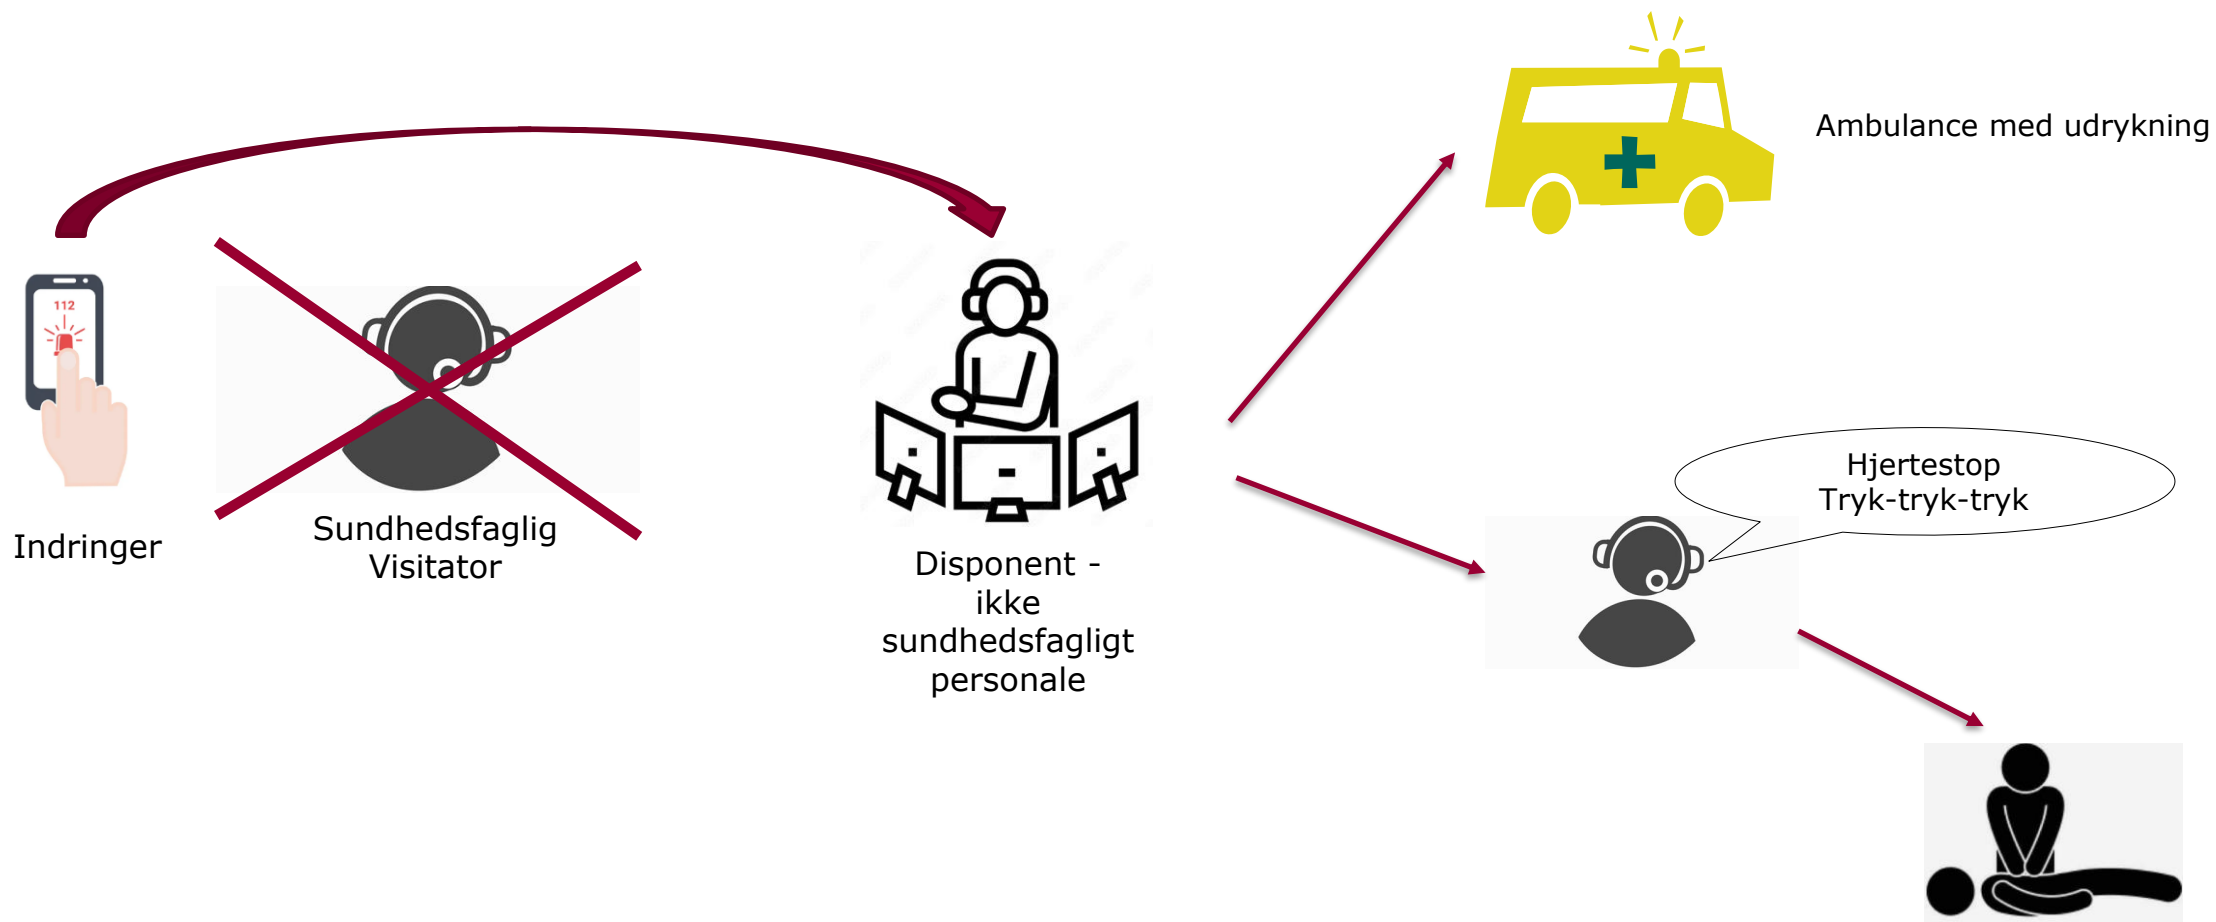 112
Indringer
Sundhedsfaglig
Visitator
Disponent -
ikke
sundhedsfagligt
personale
Ambulance med udrykning
Hjertestop
Tryk-tryk-tryk